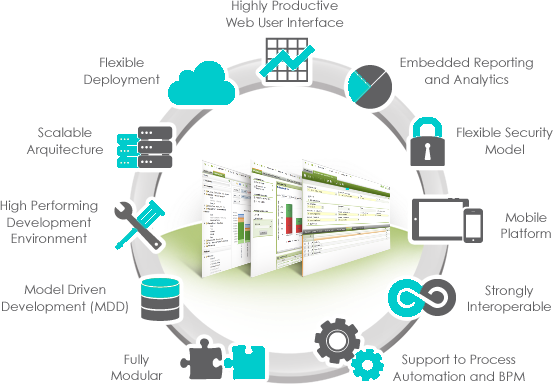 Highly Productive
Web User Interface
Embedded Reporting
and Analytics
Flexible Security
Model
Mobile
Platform
Strongly
Interoperable
Support to Process
Automation and BPM
Fully
Modular
Model Driven
Development (MDD)
High Performing
Development
Environment
Scalable
Arquitecture
Flexible
Deployment